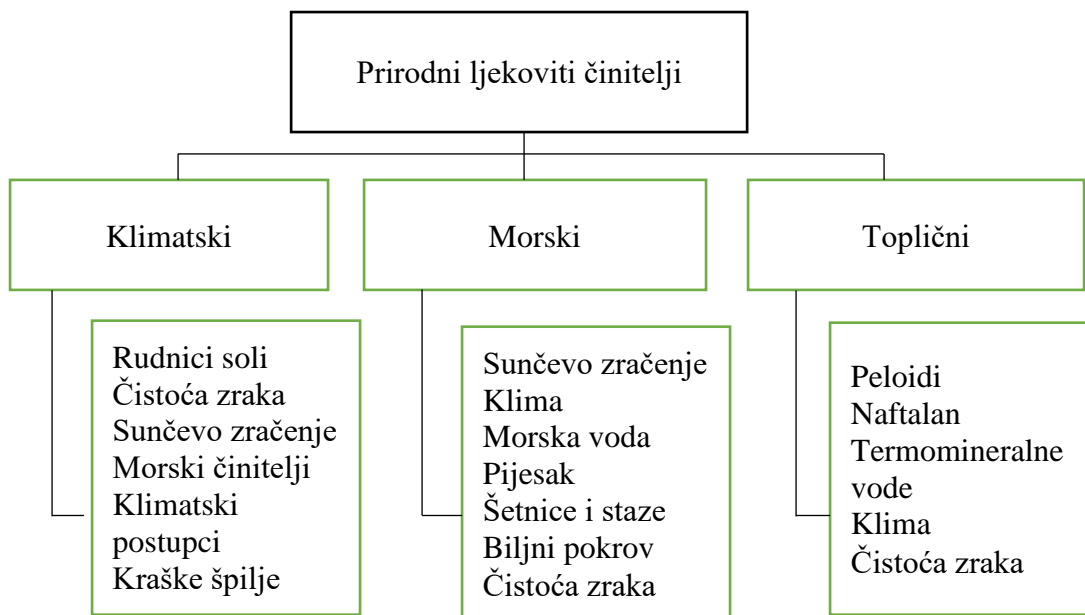 Prirodni ljekoviti činitelji
Klimatski
Morski
Toplični
Rudnici soli
Čistoća zraka
Sunčevo zračenje
Morski činitelji
Klimatski
postupci
Kraške špilje
Sunčevo zračenje
Klima
Morska voda
Pijesak
Šetnice i staze
Biljni pokrov
Čistoća zraka
Peloidi
Naftalan
Termomineralne
vode
Klima
Čistoća zraka